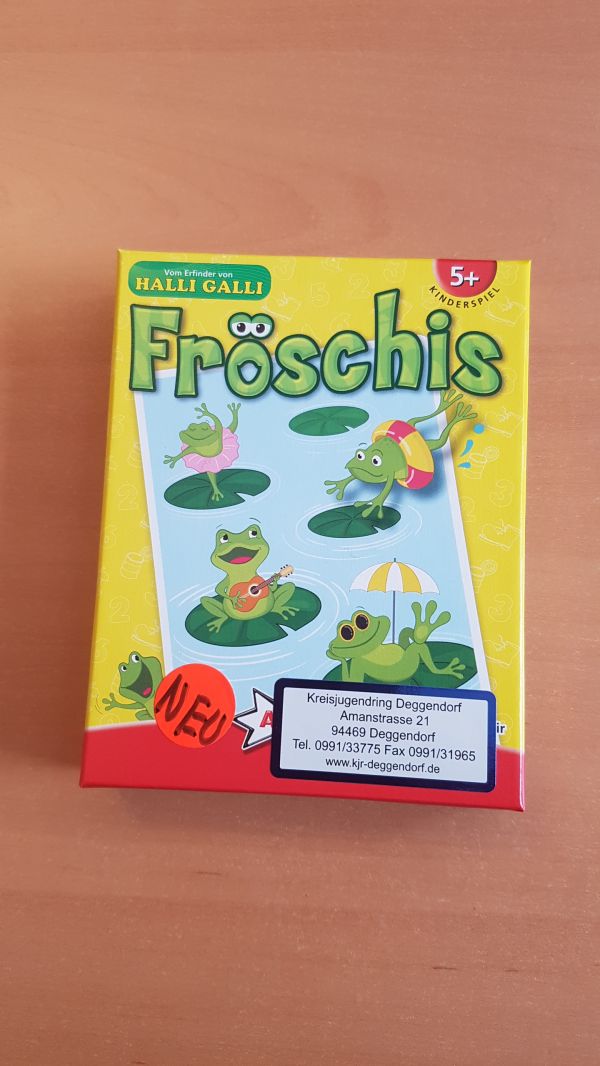 Vom Erfinder von
HALLI GALLI
5+
KINDERSPIEL
Fröschis
NEU
A
ir
Kreisjugendring Deggendorf
Amanstrasse 21
94469 Deggendorf
Tel. 0991/33775 Fax 0991/31965
www.kjr-deggendorf.de